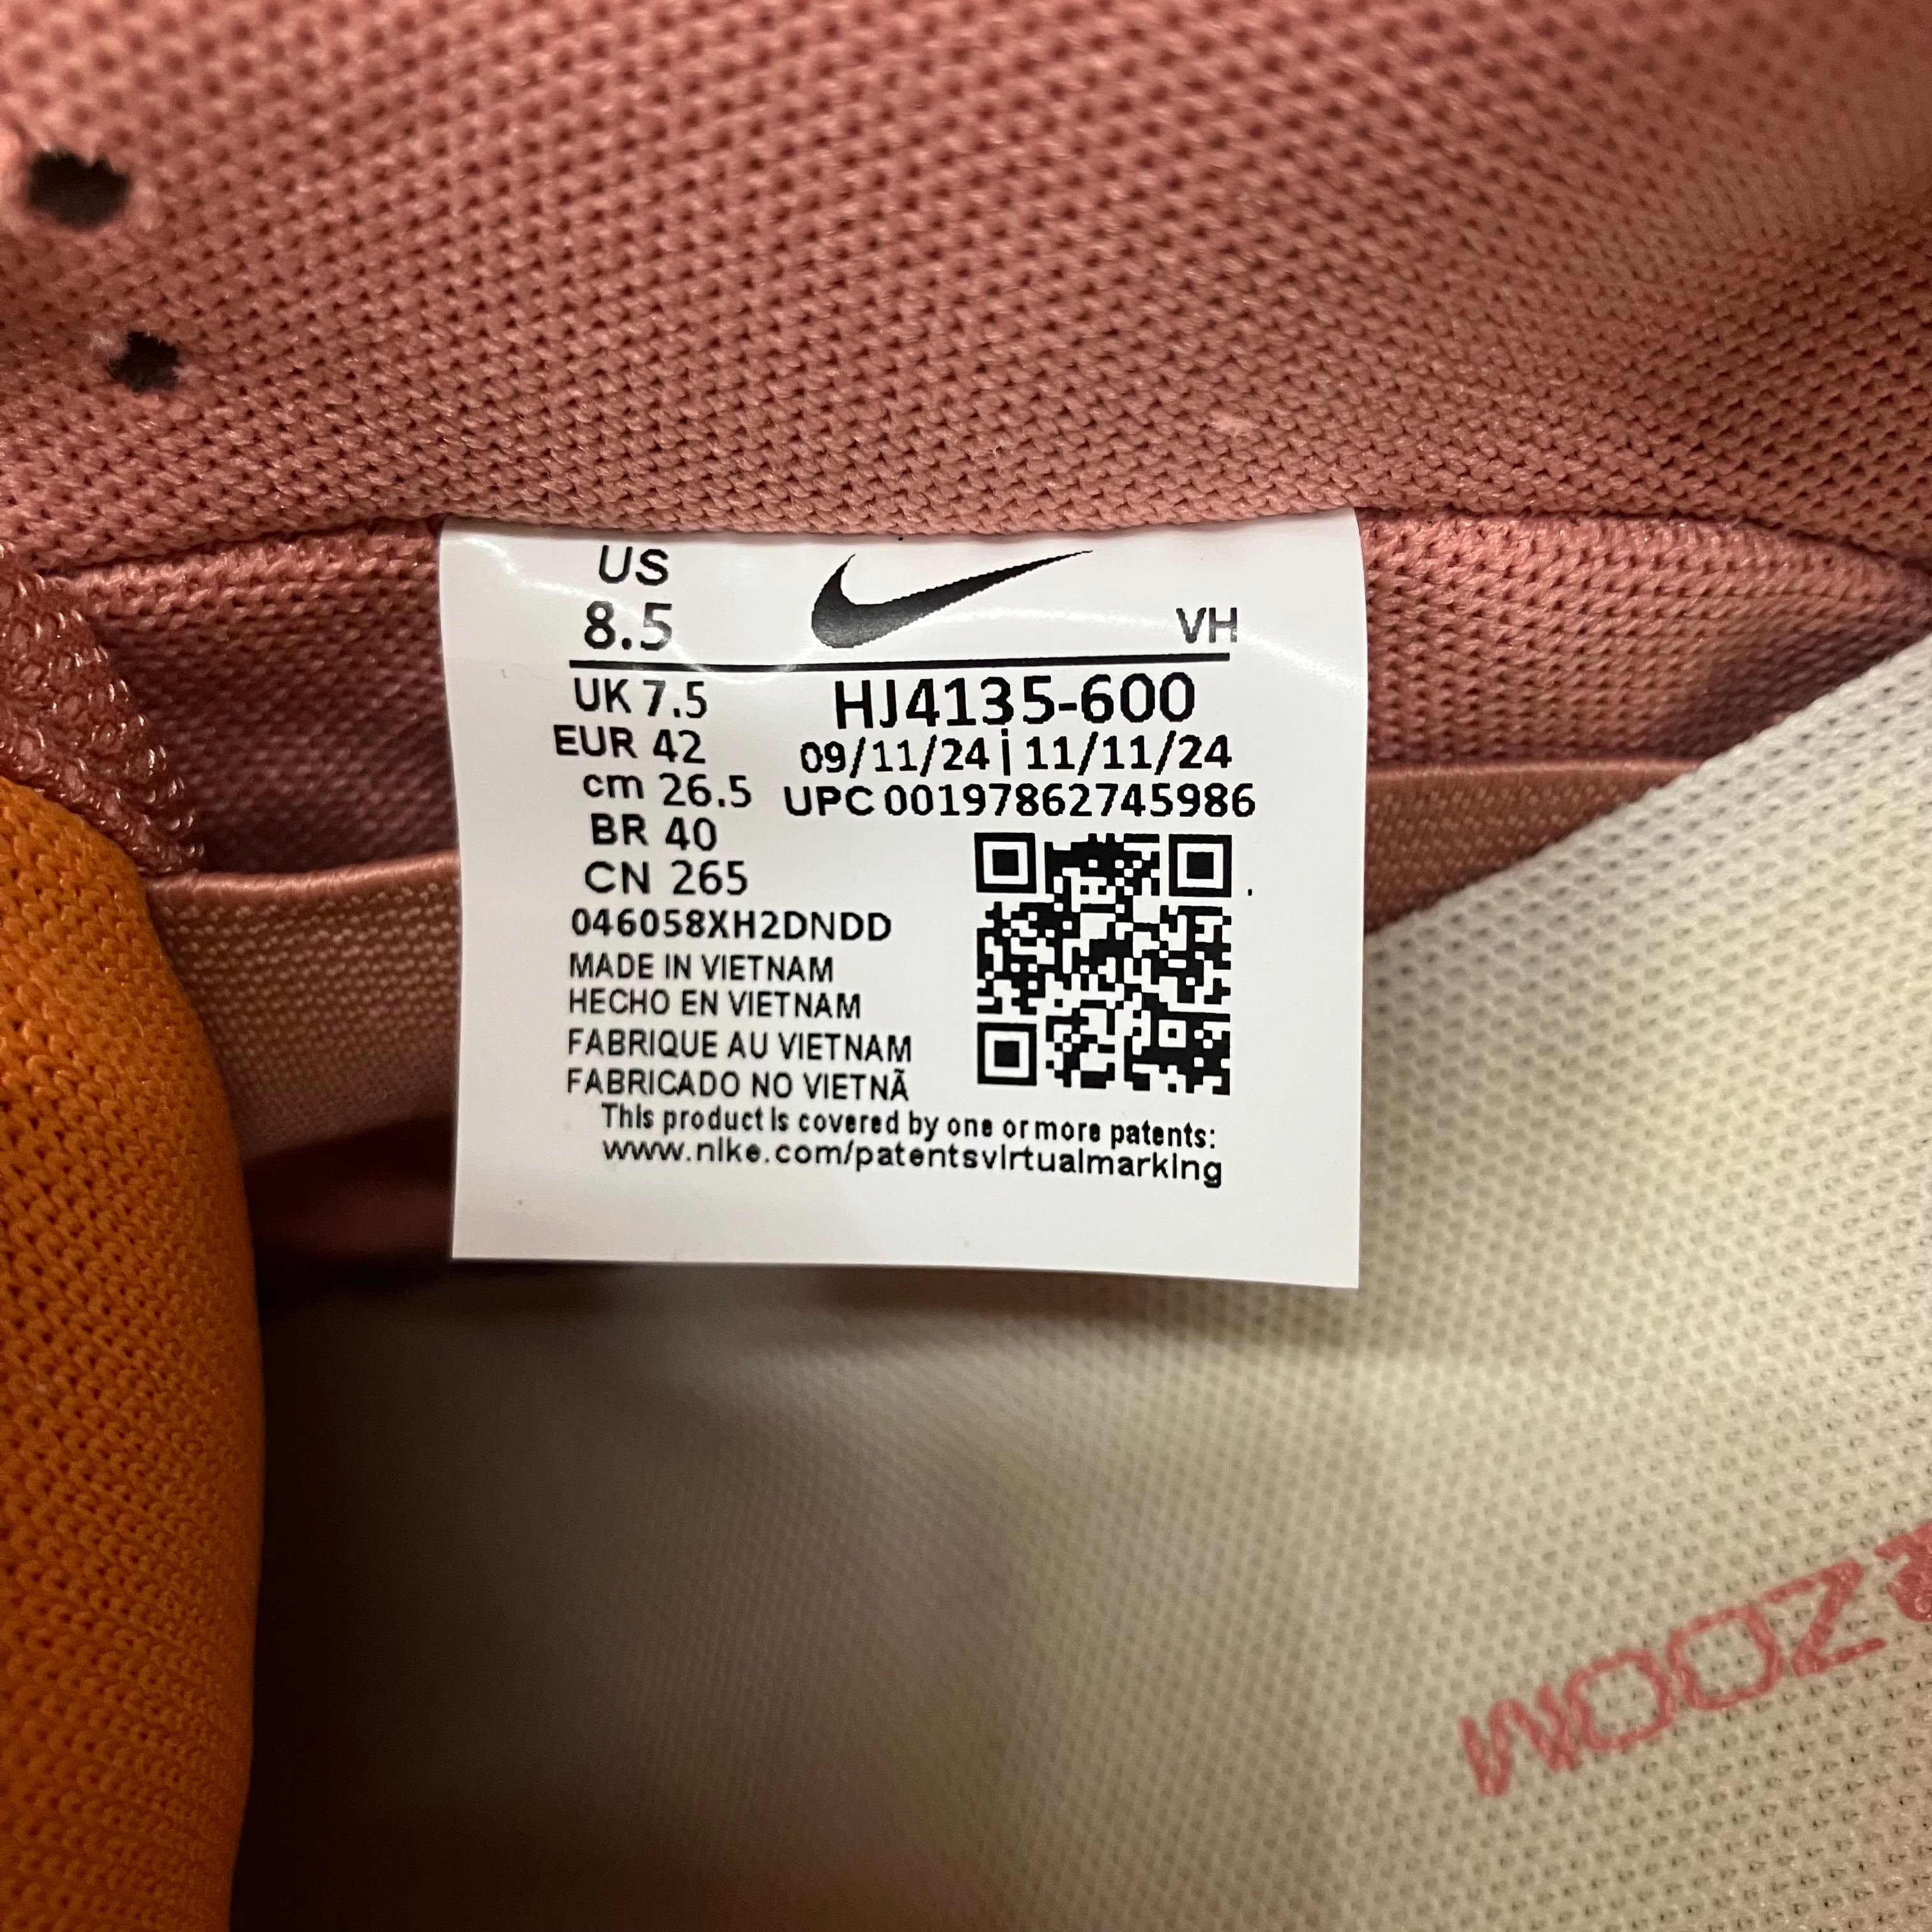 US
8.5
VH
UK 7.5
EUR 42
cm 26.5
BR 40
CN 265
HJ4135-600
09/11/24 | 11/11/24
UPC 00197862745986
046058XH2DNDD
MADE IN VIETNAM
HECHO EN VIETNAM
FABRIQUE AU VIETNAM
FABRICADO NO VIETNÃ
This product is covered by one or more patents:
www.nike.com/patentsvirtualmarking
ZOOM